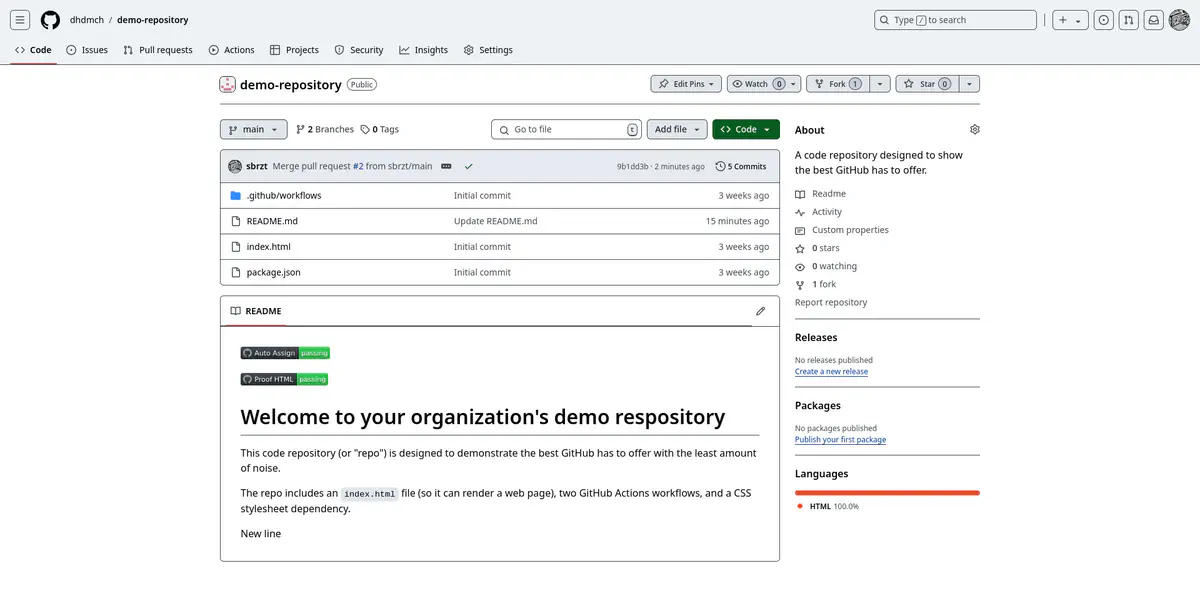 dhdmch / demo-repository
Type / to search
Code Issues Pull requests Actions Projects Security Insights Settings
demo-repository Public
Edit Pins Watch 0 Fork 1 Star 0
main 2 Branches 0 Tags Go to file t Add file Code
sbrzt Merge pull request #2 from sbrzt/main 9b1dd3b · 2 minutes ago 5 Commits
.github/workflows Initial commit 3 weeks ago
README.md Update README.md 15 minutes ago
index.html Initial commit 3 weeks ago
package.json Initial commit 3 weeks ago
README
Auto Assign passing
Proof HTML passing
Welcome to your organization's demo respository
This code repository (or "repo") is designed to demonstrate the best GitHub has to offer with the least amount
of noise.
The repo includes an index.html file (so it can render a web page), two GitHub Actions workflows, and a CSS
stylesheet dependency.
New line
About
A code repository designed to show
the best GitHub has to offer.
Readme
Activity
Custom properties
0 stars
0 watching
1 fork
Report repository
Releases
No releases published
Create a new release
Packages
No packages published
Publish your first package
Languages
HTML 100.0%